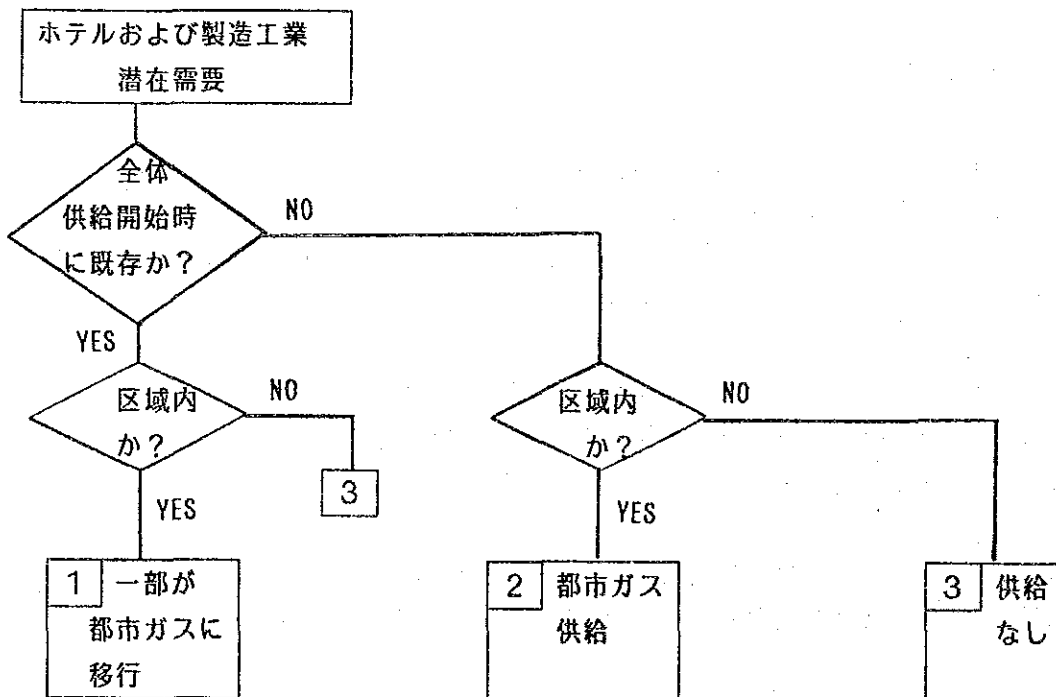 ホテルおよび製造工業
潜在需要
全体
供給開始時
に既存か？
NO
YES
区域内
か？
NO
3
YES
区域内
か？
NO
YES
1 一部が
都市ガスに
移行
2 都市ガス
供給
3 供給
なし